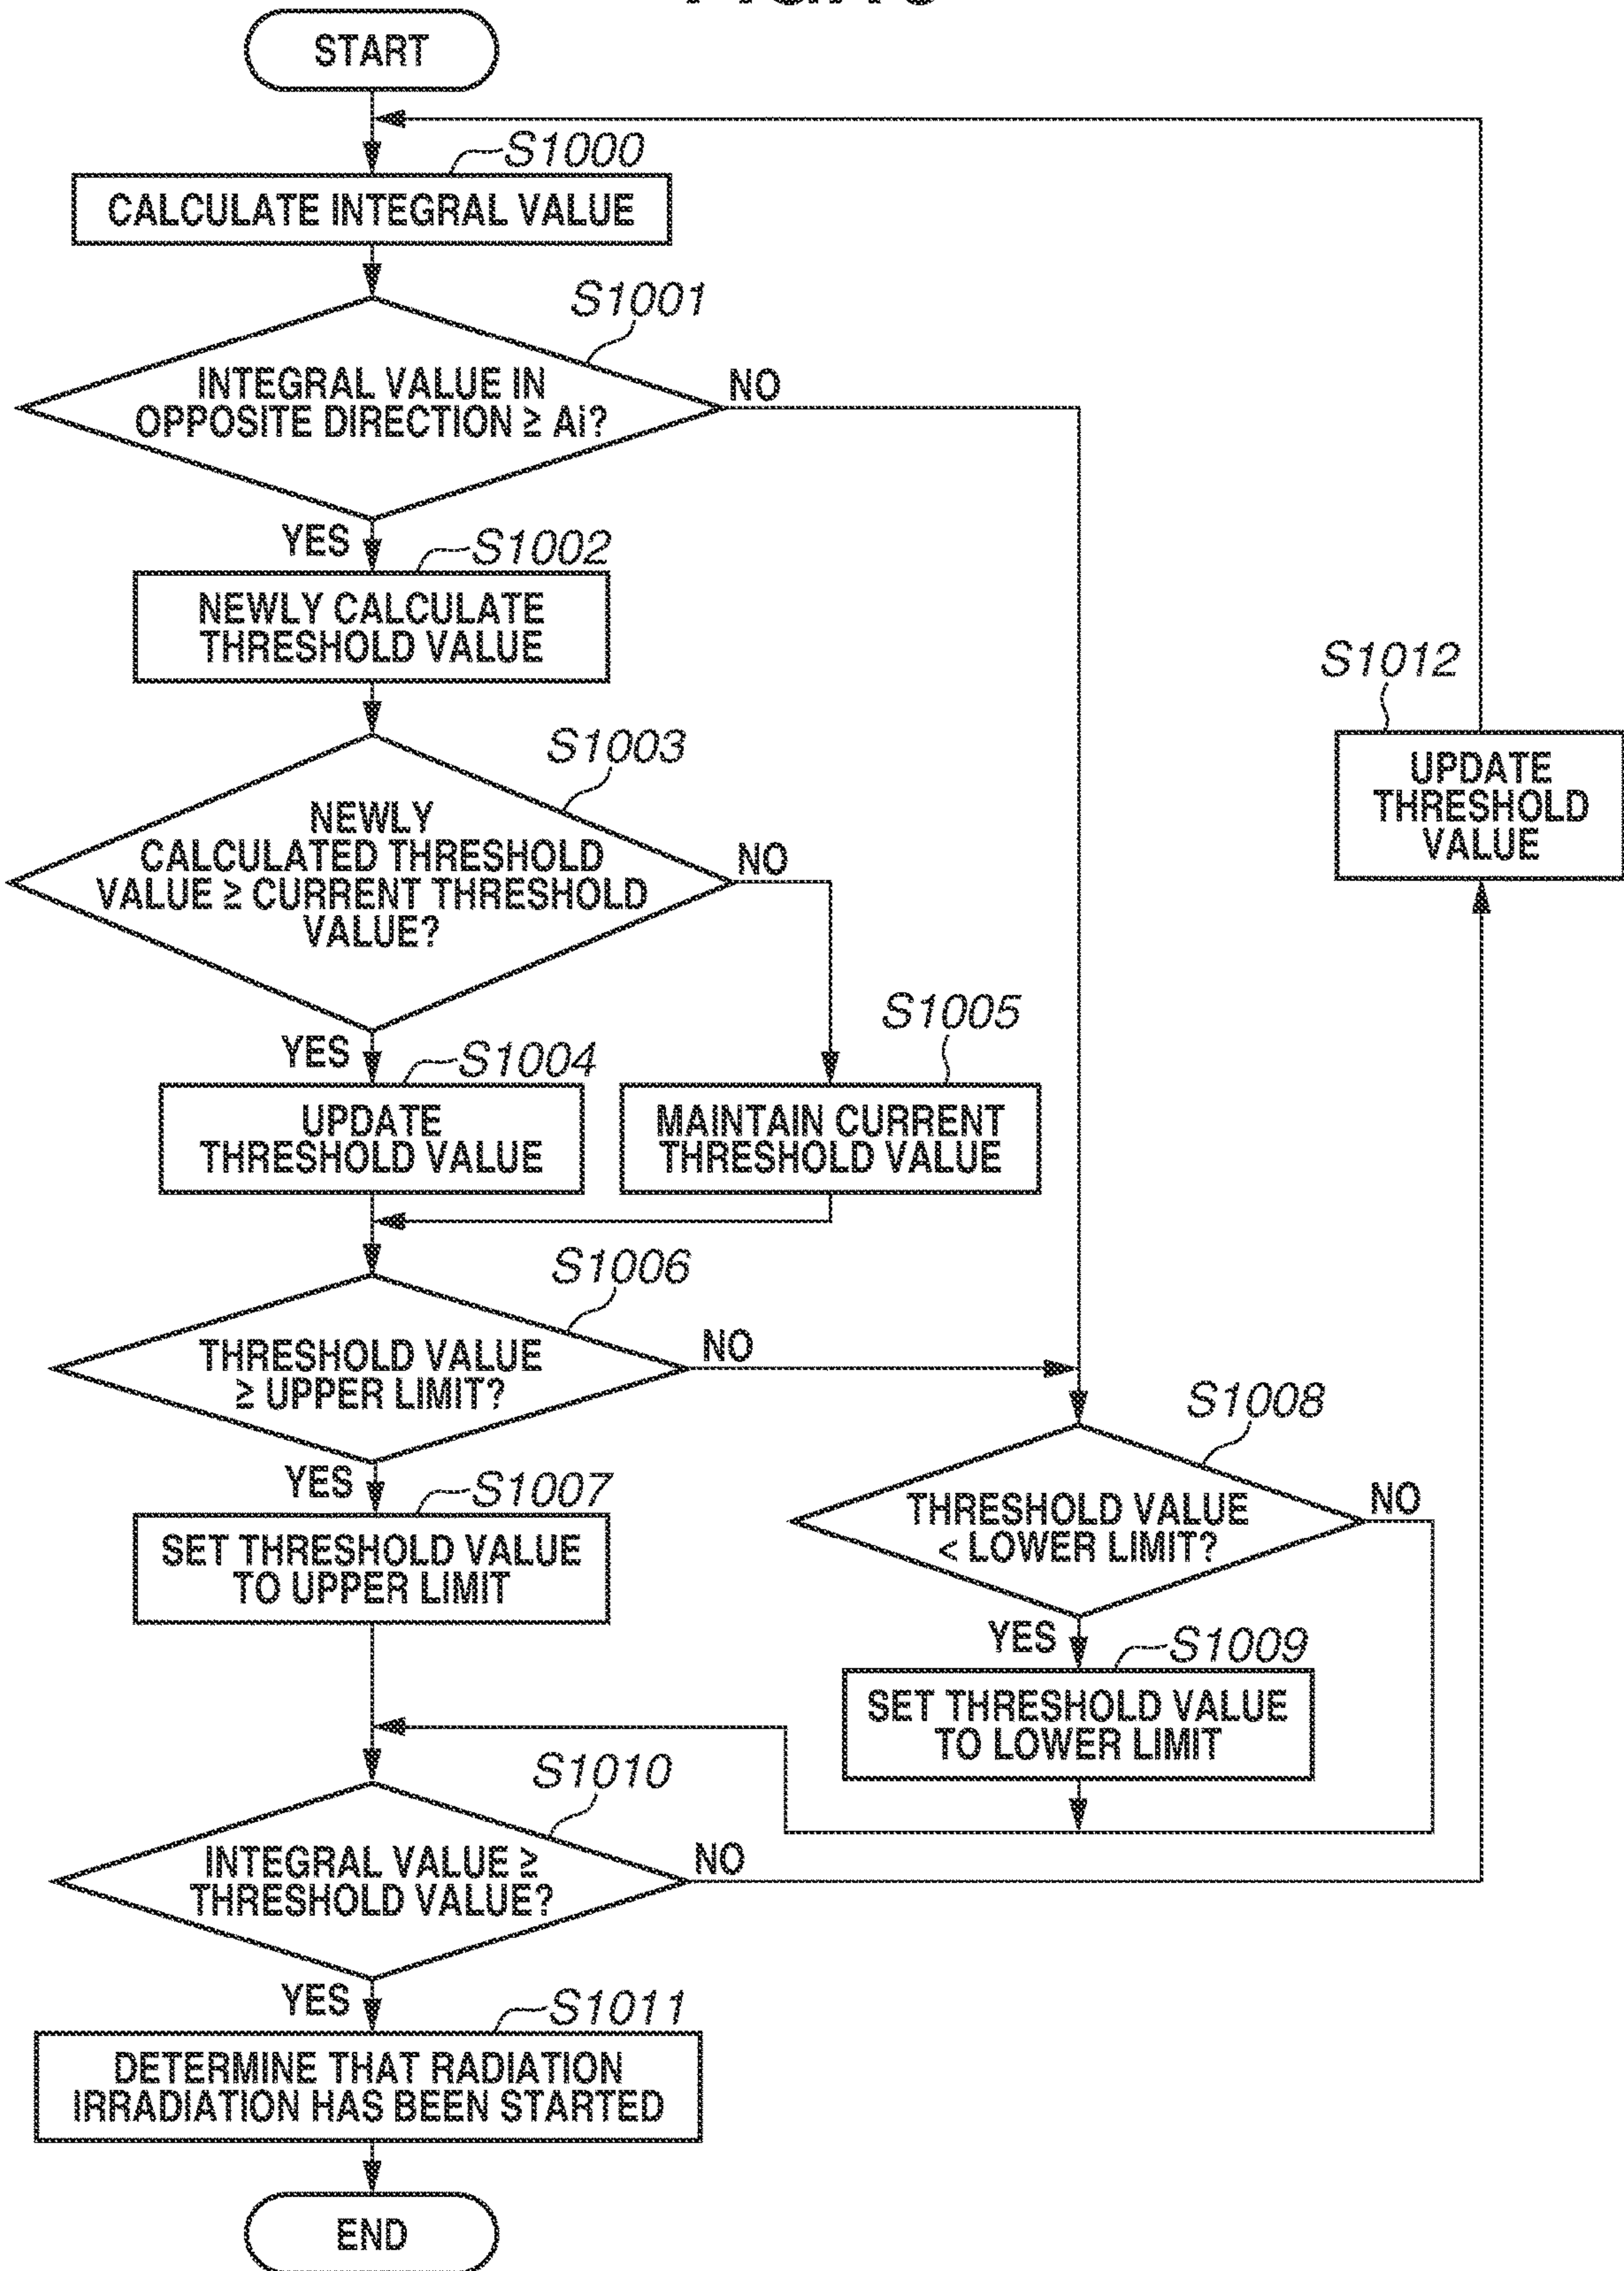 START
S1000
CALCULATE INTEGRAL VALUE
S1001
INTEGRAL VALUE IN
OPPOSITE DIRECTION ≥ Ai?
NO
YES
S1002
NEWLY CALCULATE
THRESHOLD VALUE
S1012
UPDATE
THRESHOLD
VALUE
S1003
NEWLY
CALCULATED THRESHOLD
VALUE ≥ CURRENT THRESHOLD
VALUE?
NO
YES
S1004
UPDATE
THRESHOLD VALUE
S1005
MAINTAIN CURRENT
THRESHOLD VALUE
S1006
THRESHOLD VALUE
≥ UPPER LIMIT?
NO
YES
S1007
SET THRESHOLD VALUE
TO UPPER LIMIT
S1008
THRESHOLD VALUE
< LOWER LIMIT?
NO
YES
S1009
SET THRESHOLD VALUE
TO LOWER LIMIT
S1010
INTEGRAL VALUE ≥
THRESHOLD VALUE?
NO
YES
S1011
DETERMINE THAT RADIATION
IRRADIATION HAS BEEN STARTED
END